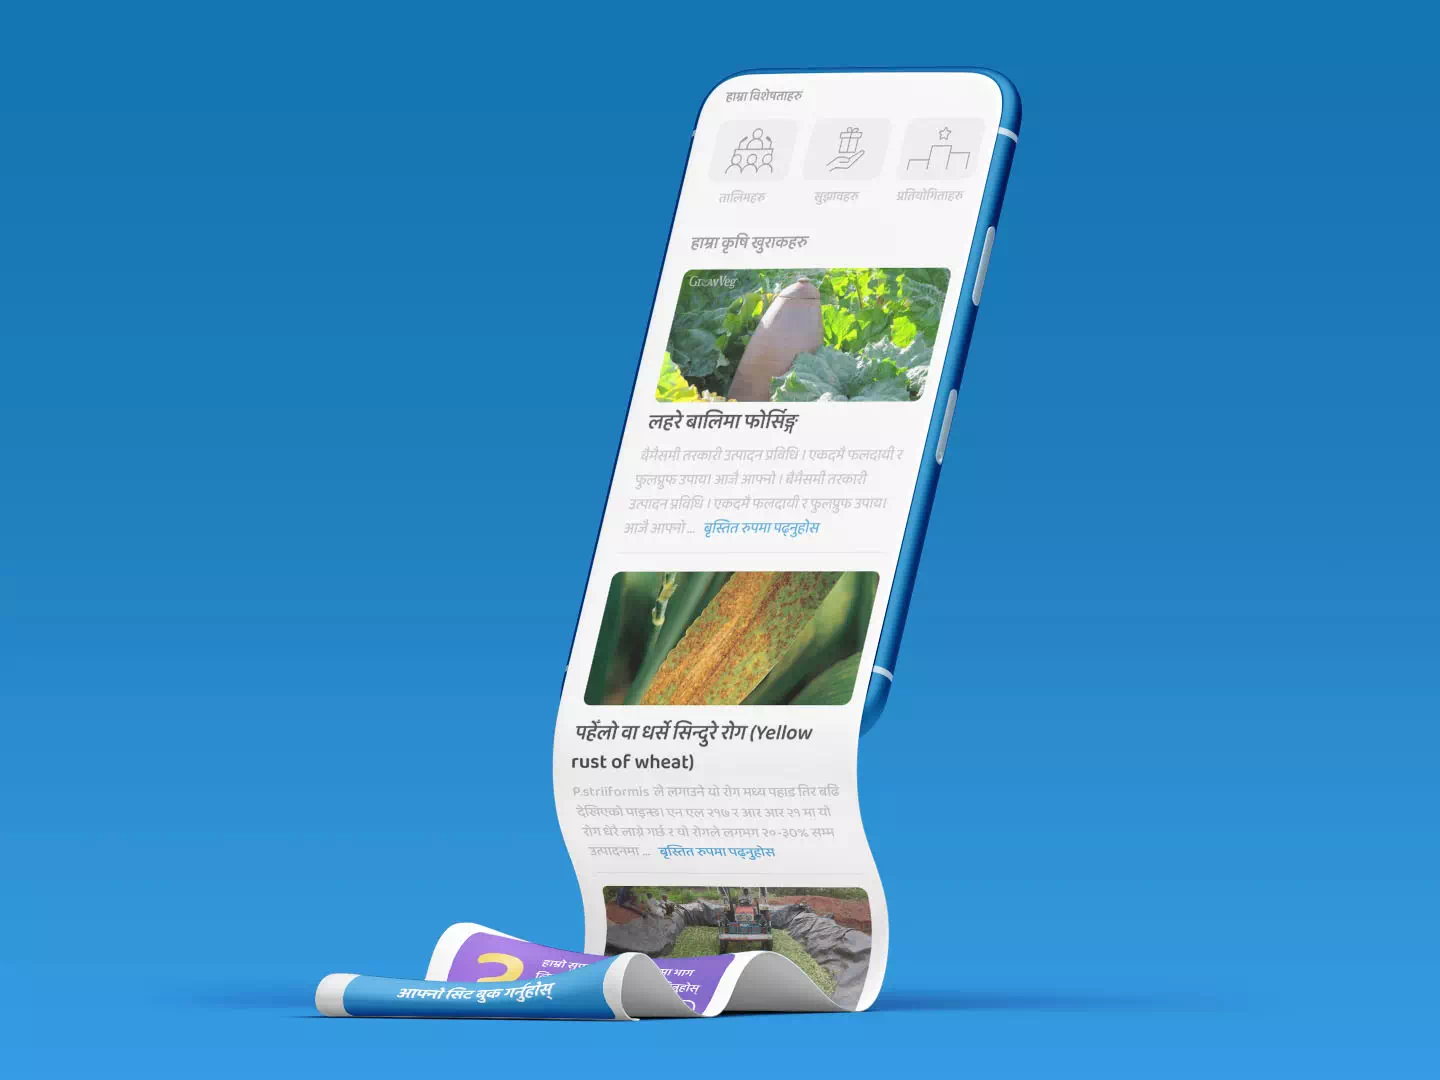 हाम्रा विशेषताहरु
तालिमहरु
सुझावहरु
प्रतियोगिताहरु
हाम्रा कृषि खुराकहरु
GrowVeg
लहरे बालिमा फोर्सिङ्ग
बैमैसमी तरकारी उत्पादन प्रविधि । एकदमै फलदायी र
फुलप्रुफ उपाय। आजै आफ्नो । बैमैसमी तरकारी
उत्पादन प्रविधि । एकदमै फलदायी र फुलप्रुफ उपाय।
आजै आफ्नो ... बृस्तित रुपमा पढ्नुहोस
पहेँलो वा धर्से सिन्दुरे रोग (Yellow
rust of wheat)
P.striiformis ले लगाउने यो रोग मध्य पहाड तिर बढि
देखिएको पाइन्छ। एन एल २९७ र आर आर २१ मा यो
रोग धेरै लाग्ने गर्छ र यो रोगले लगभग २०-३०% सम्म
उत्पादनमा ... बृस्तित रुपमा पढ्नुहोस
हाम्रो
मा भाग
आफ्नो सिट बुक गर्नुहोस्